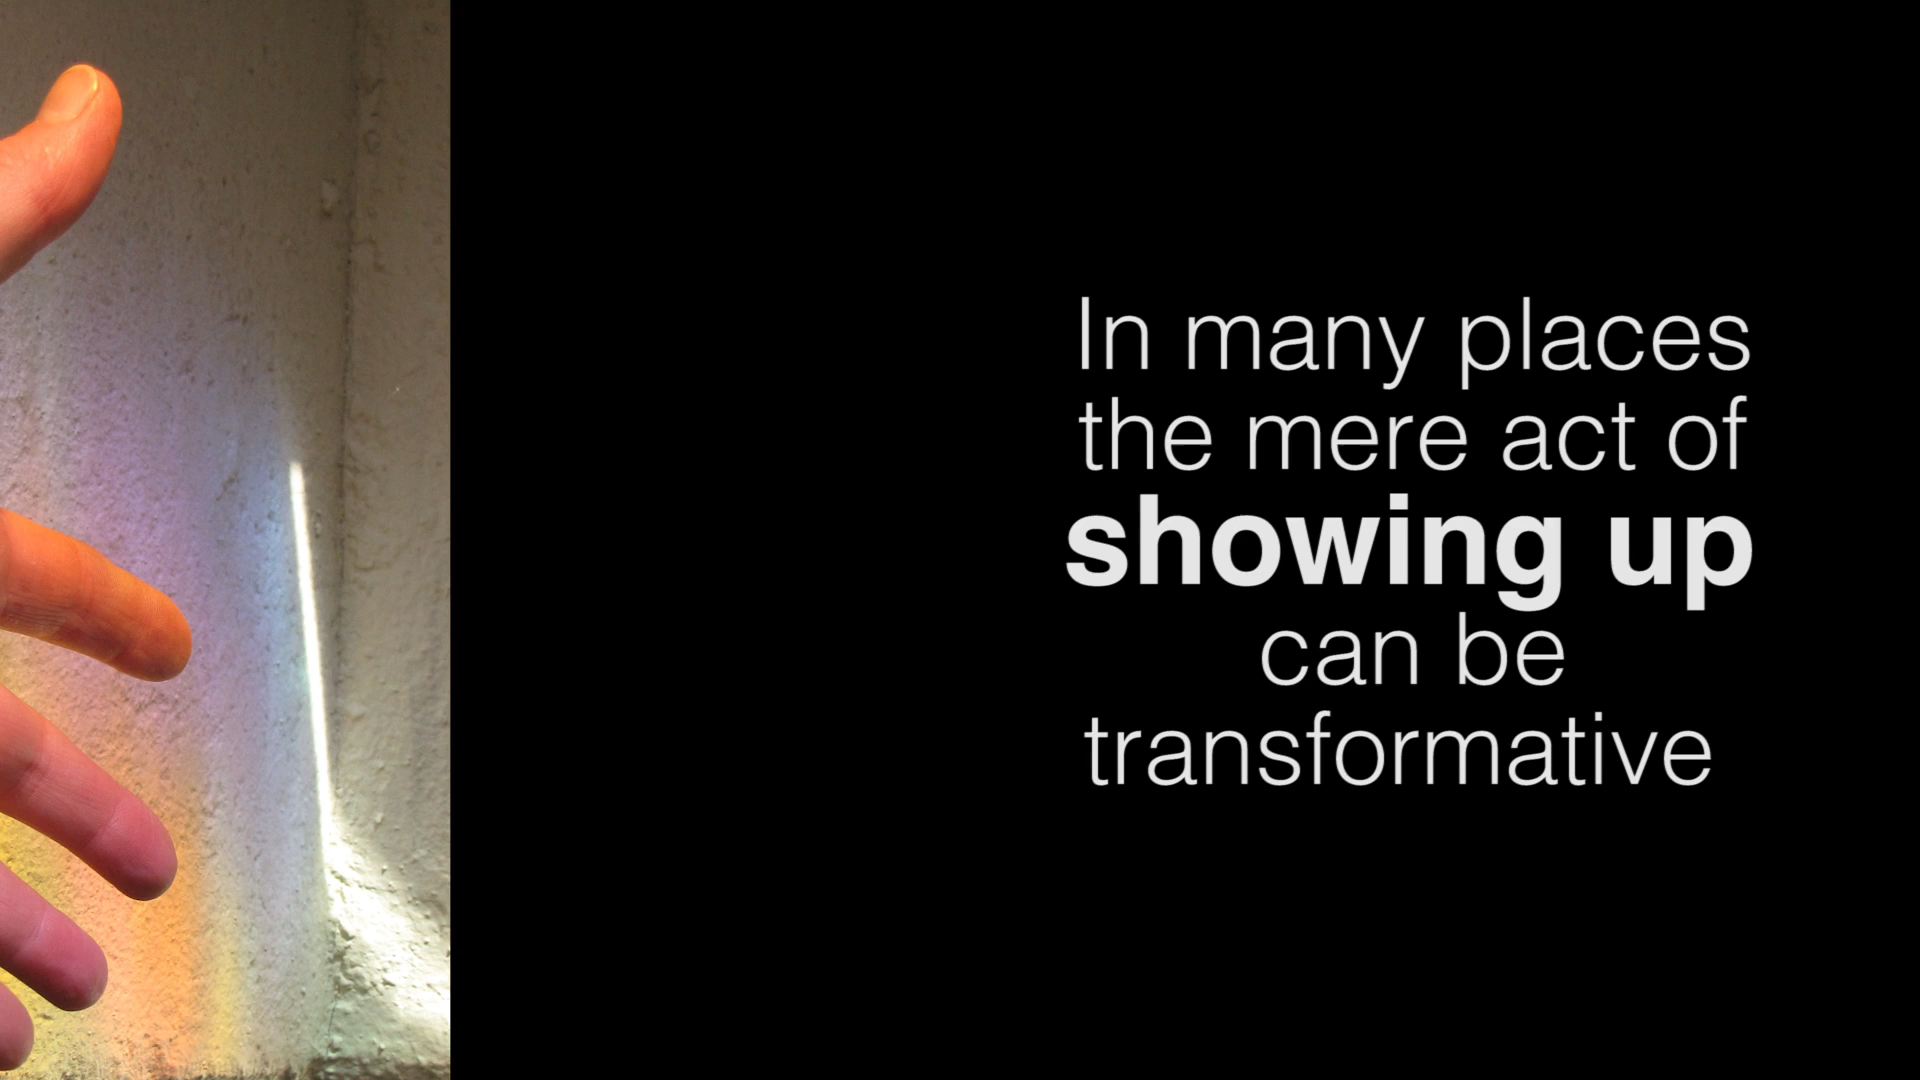 In many places
the mere act of
showing up
can be
transformative